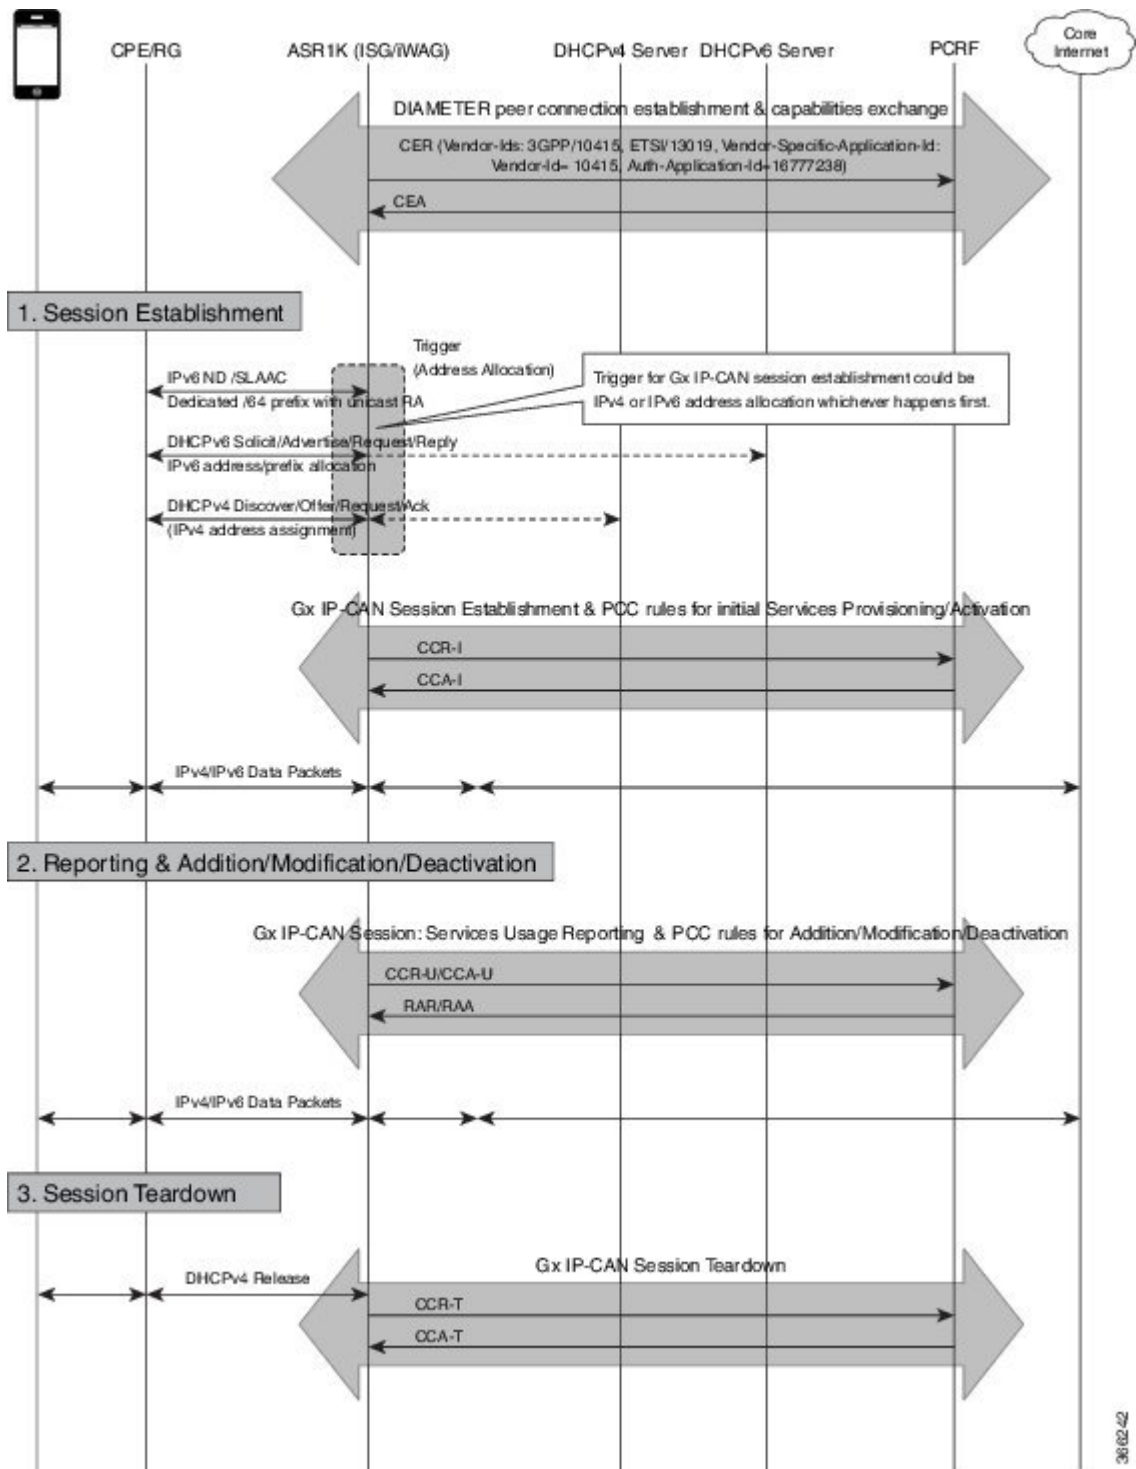 CPE/RG
ASR1K (ISG/iWAG)
DHCPv4 Server
DHCPv6 Server
PCRF
Core
Internet
DIAMETER peer connection establishment & capabilities exchange
CER (Vendor-Ids: 3GPP/10415, ETSI/13019, Vendor-Specific-Application-Id:
Vendor-Id= 10415, Auth-Application-Id=16777238)
CEA
1. Session Establishment
Trigger
(Address Allocation)
Trigger for Gx IP-CAN session establishment could be
IPv4 or IPv6 address allocation whichever happens first.
IPv6 ND /SLAAC
Dedicated /64 prefix with unicast RA
DHCPv6 Solicit/Advertise/Request/Reply
IPv6 address/prefix allocation
DHCPv4 Discover/Offer/Request/Ack
(IPv4 address assignment)
Gx IP-CAN Session Establishment & PCC rules for initial Services Provisioning/Activation
CCR-I
CCA-I
IPv4/IPv6 Data Packets
2. Reporting & Addition/Modification/Deactivation
Gx IP-CAN Session: Services Usage Reporting & PCC rules for Addition/Modification/Deactivation
CCR-U/CCA-U
RAR/RAA
IPv4/IPv6 Data Packets
3. Session Teardown
Gx IP-CAN Session Teardown
DHCPv4 Release
CCR-T
CCA-T
366242